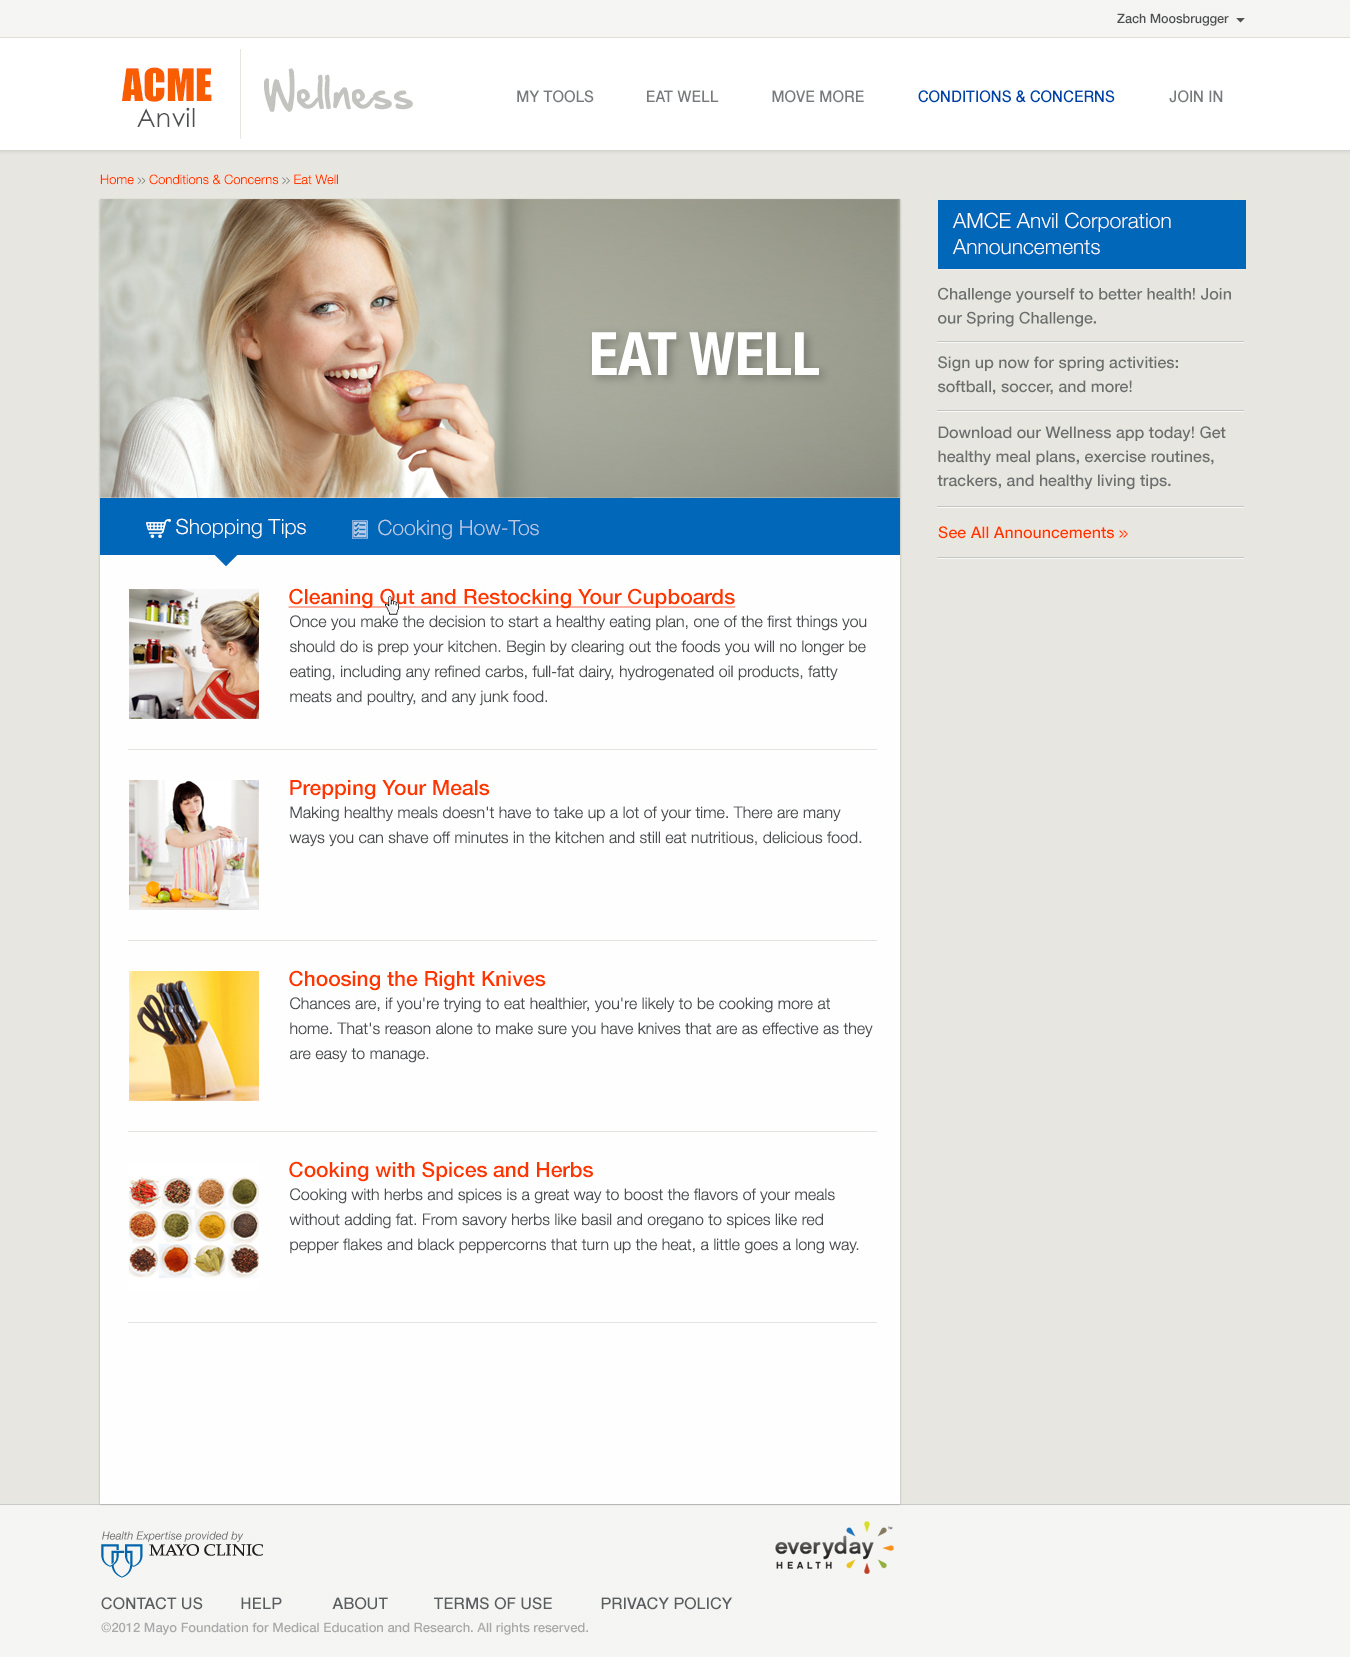 Zach Moosbrugger
ACME
Anvil
Wellness
MY TOOLS
EAT WELL
MOVE MORE
CONDITIONS & CONCERNS
JOIN IN
Home » Conditions & Concerns » Eat Well
EAT WELL
Shopping Tips
Cooking How-Tos
Cleaning Out and Restocking Your Cupboards
Once you make the decision to start a healthy eating plan, one of the first things you
should do is prep your kitchen. Begin by clearing out the foods you will no longer be
eating, including any refined carbs, full-fat dairy, hydrogenated oil products, fatty
meats and poultry, and any junk food.
Prepping Your Meals
Making healthy meals doesn't have to take up a lot of your time. There are many
ways you can shave off minutes in the kitchen and still eat nutritious, delicious food.
Choosing the Right Knives
Chances are, if you're trying to eat healthier, you're likely to be cooking more at
home. That's reason alone to make sure you have knives that are as effective as they
are easy to manage.
Cooking with Spices and Herbs
Cooking with herbs and spices is a great way to boost the flavors of your meals
without adding fat. From savory herbs like basil and oregano to spices like red
pepper flakes and black peppercorns that turn up the heat, a little goes a long way.
AMCE Anvil Corporation
Announcements
Challenge yourself to better health! Join
our Spring Challenge.
Sign up now for spring activities:
softball, soccer, and more!
Download our Wellness app today! Get
healthy meal plans, exercise routines,
trackers, and healthy living tips.
See All Announcements »
Health Expertise provided by
MAYO CLINIC
everyday
HEALTH
CONTACT US
HELP
ABOUT
TERMS OF USE
PRIVACY POLICY
©2012 Mayo Foundation for Medical Education and Research. All rights reserved.